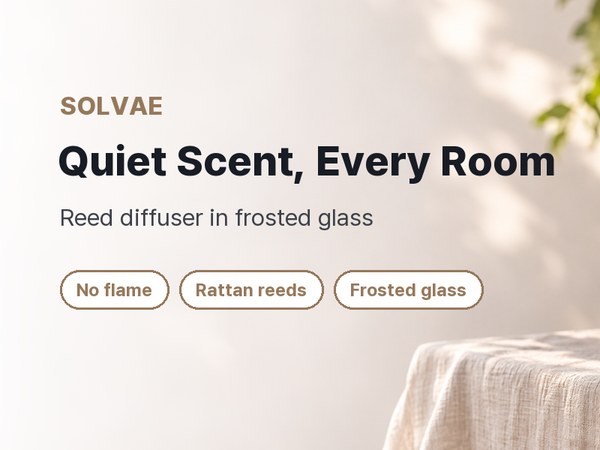 SOLVAE
Quiet Scent, Every Room
Reed diffuser in frosted glass
No flame
Rattan reeds
Frosted glass